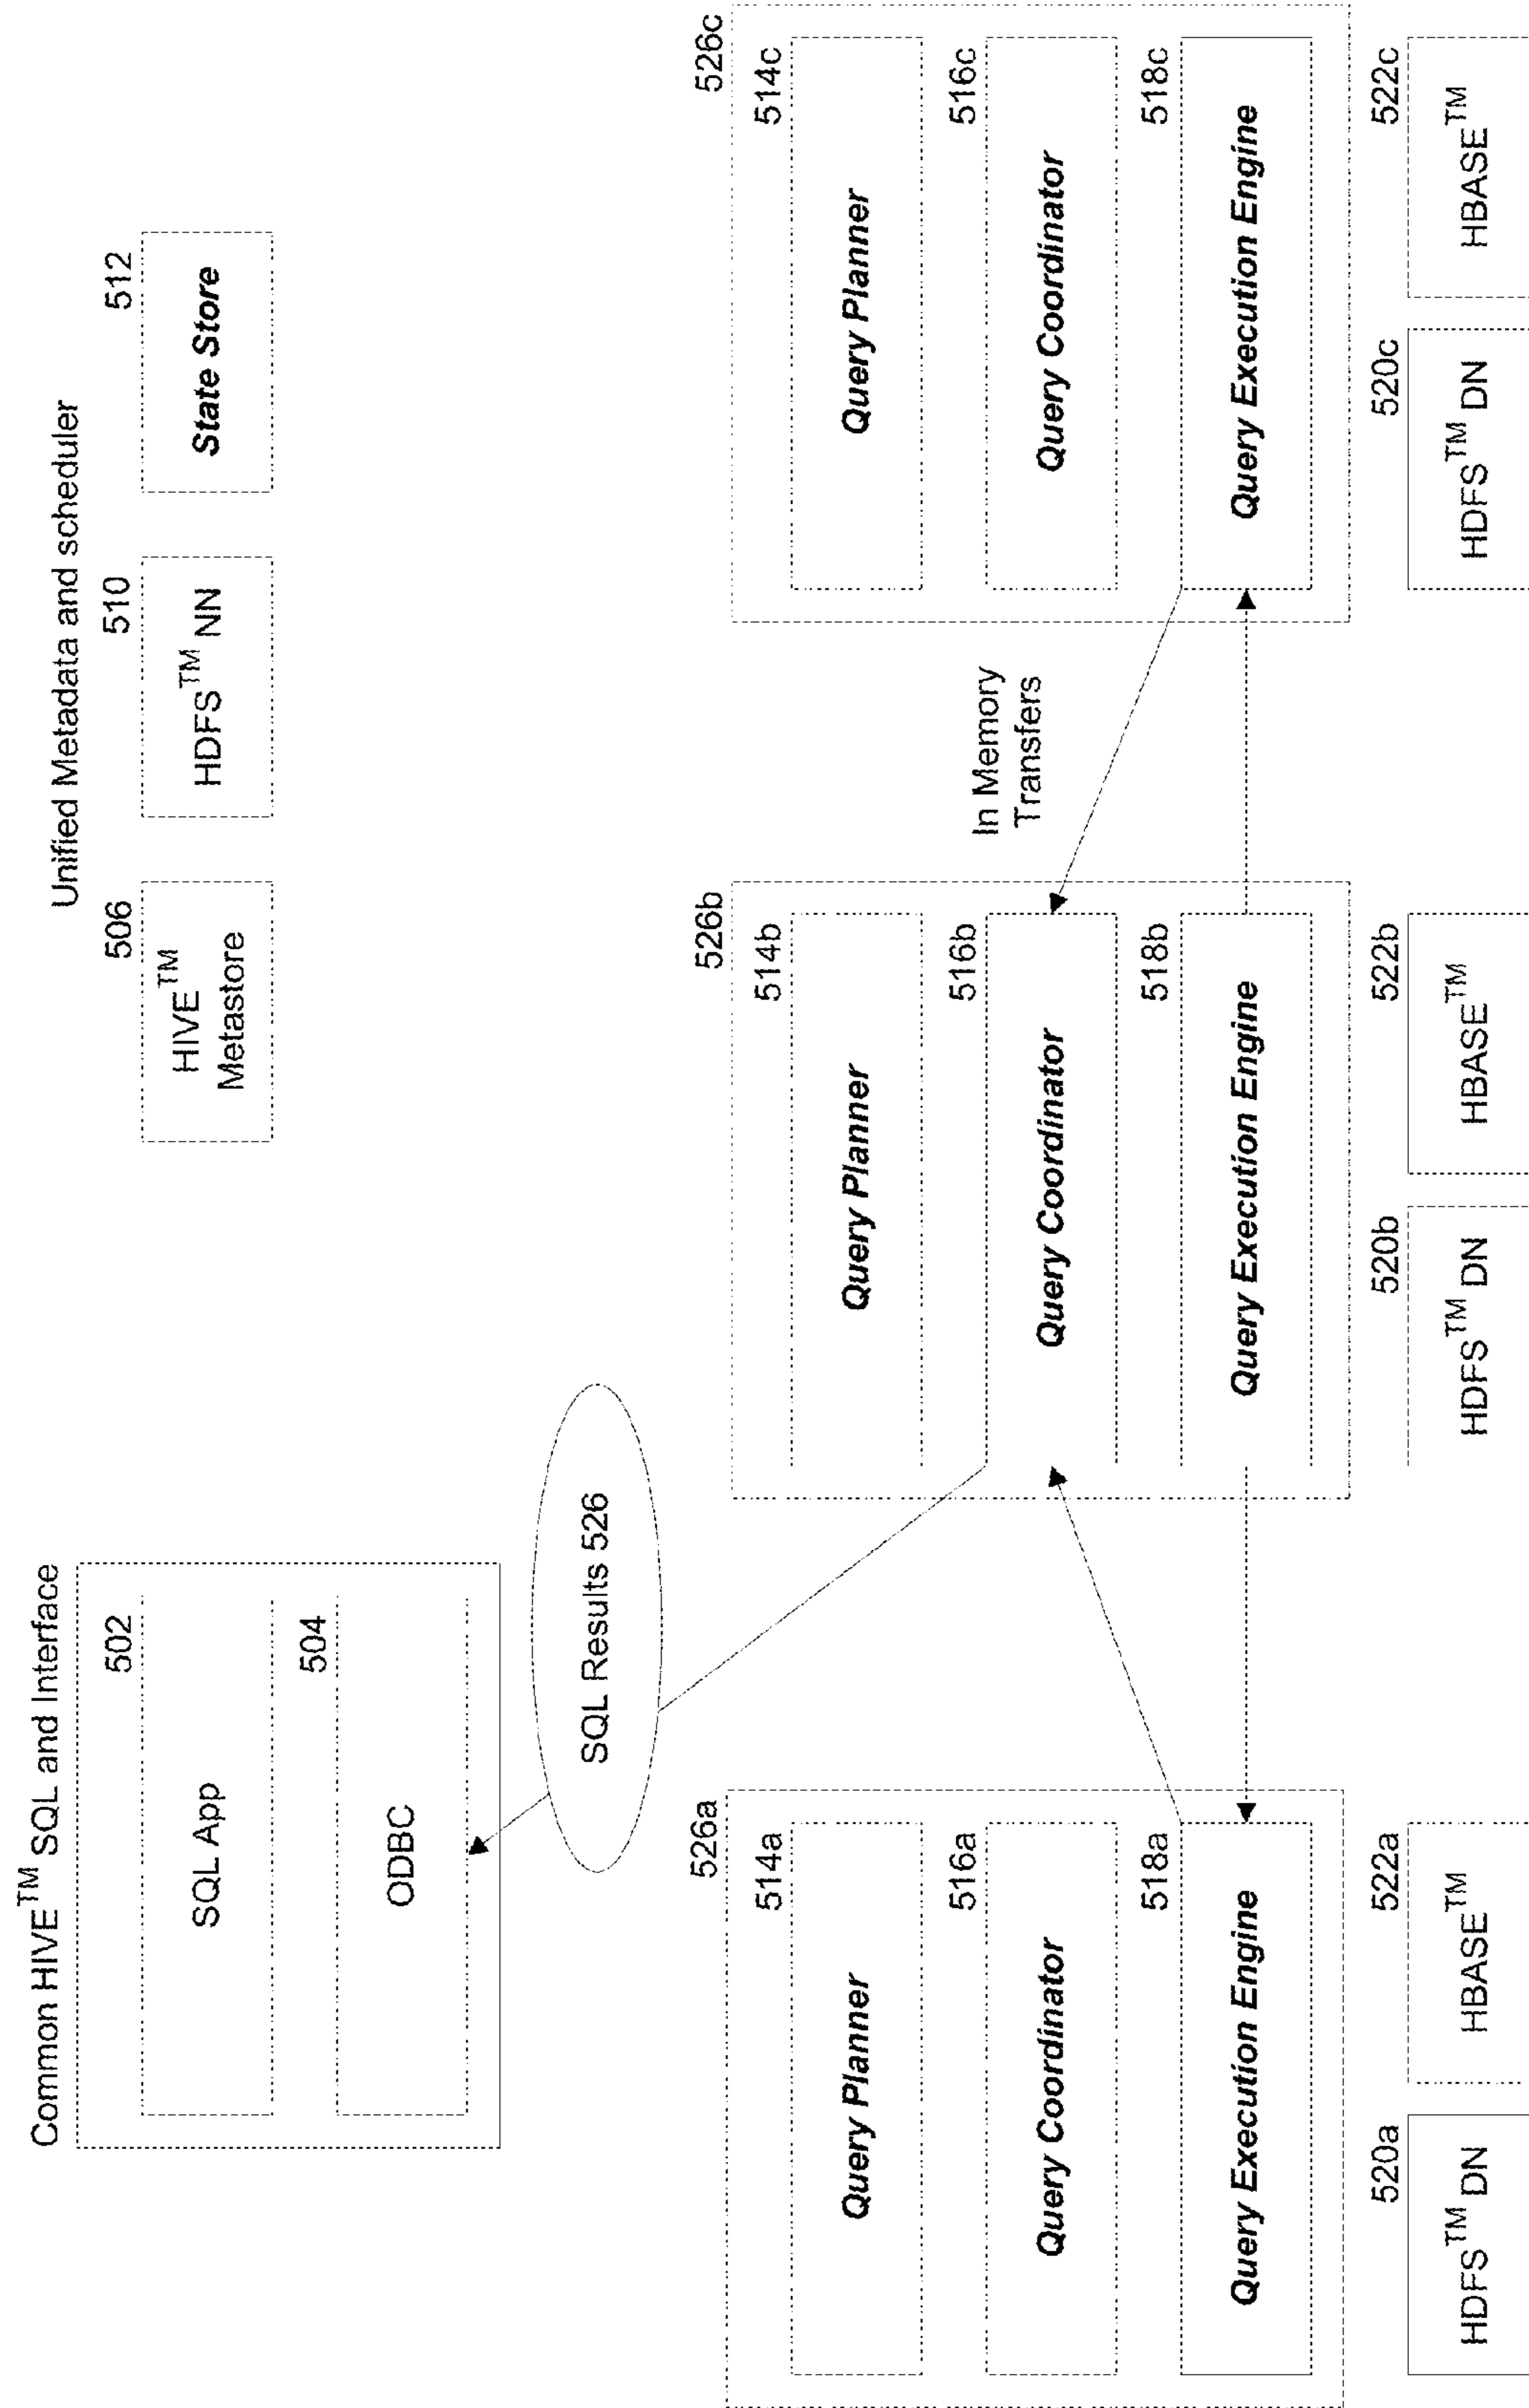 Common HIVE™ SQL and Interface
502
SQL App
504
ODBC
SQL Results 526
Unified Metadata and scheduler
506
HIVE™
Metastore
510
HDFS™ NN
512
State Store
526a
514a
Query Planner
516a
Query Coordinator
518a
Query Execution Engine
520a
HDFS™ DN
522a
HBASE™
526b
514b
Query Planner
516b
Query Coordinator
518b
Query Execution Engine
520b
HDFS™ DN
522b
HBASE™
In Memory
Transfers
526c
514c
Query Planner
516c
Query Coordinator
518c
Query Execution Engine
520c
HDFS™ DN
522c
HBASE™